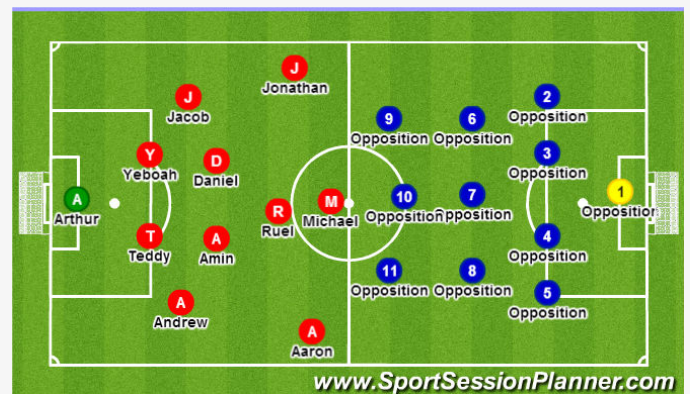 J
Jonathan
J
Jacob
2
Opposition
9
Opposition
6
Opposition
Y
Yeboah
D
Daniel
3
Opposition
A
Arthur
R
Ruel
M
Michael
10
Opposition
7
Opposition
1
Opposition
T
Teddy
A
Amin
4
Opposition
11
Opposition
8
Opposition
5
Opposition
A
Andrew
A
Aaron
www.SportSessionPlanner.com